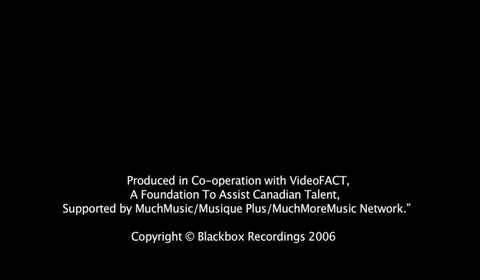 Produced in Co-operation with VideoFACT,
A Foundation To Assist Canadian Talent,
Supported by MuchMusic/Musique Plus/MuchMoreMusic Network.”
Copyright © Blackbox Recordings 2006